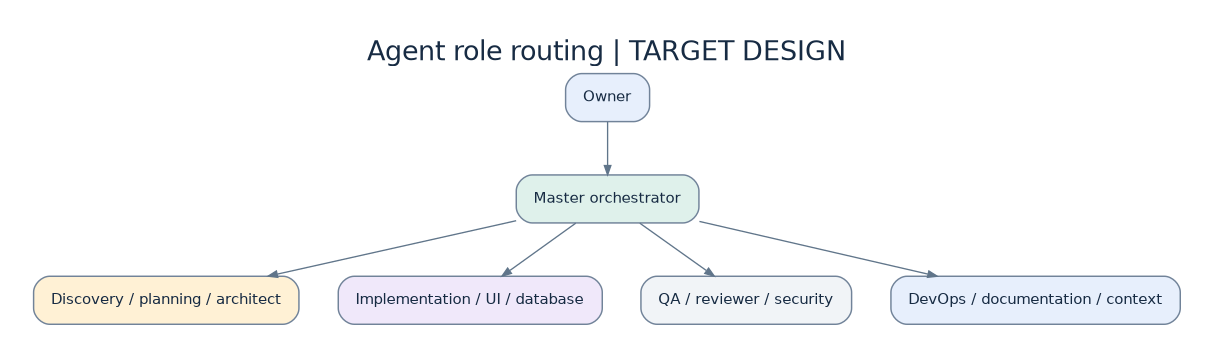 Agent role routing | TARGET DESIGN
Owner
Master orchestrator
Discovery / planning / architect
Implementation / UI / database
QA / reviewer / security
DevOps / documentation / context